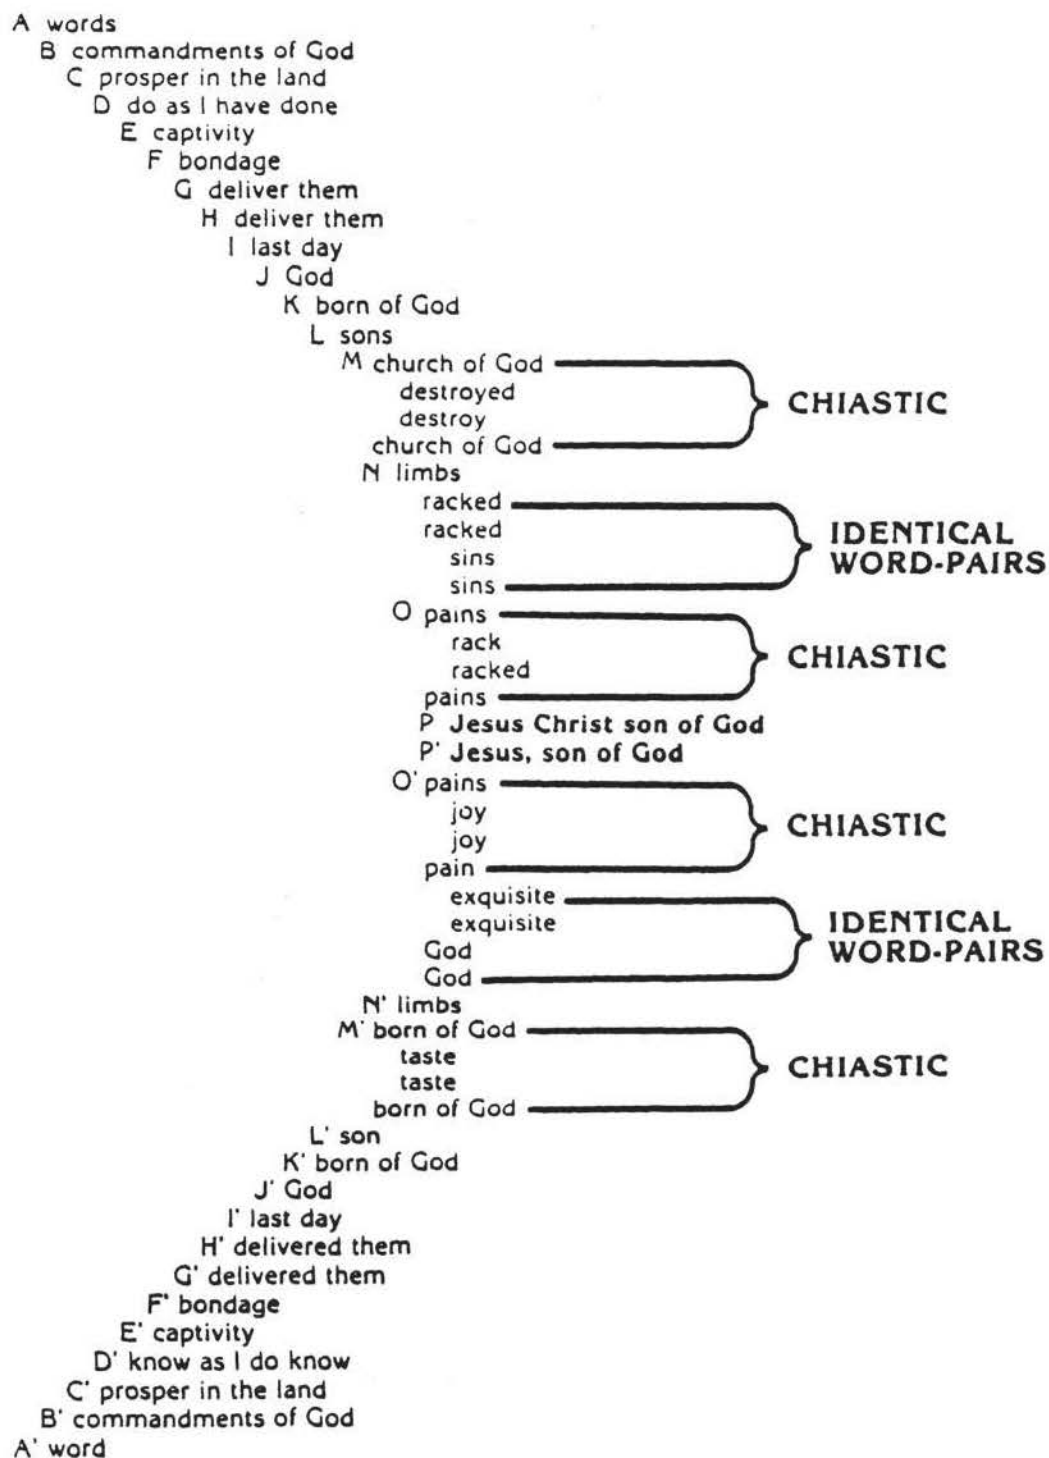 A words
B commandments of God
C prosper in the land
D do as I have done
E captivity
F bondage
G deliver them
H deliver them
I last day
J God
K born of God
L sons
M church of God
destroyed
CHIASTIC
destroy
church of God
N limbs
racked
racked
IDENTICAL
WORD-PAIRS
sins
sins
O pains
rack
CHIASTIC
racked
pains
P Jesus Christ son of God
P' Jesus, son of God
O' pains
joy
CHIASTIC
joy
pain
exquisite
exquisite
IDENTICAL
WORD-PAIRS
God
God
N' limbs
M' born of God
taste
CHIASTIC
taste
born of God
L' son
K' born of God
J' God
I' last day
H' delivered them
G' delivered them
F' bondage
E' captivity
D' know as I do know
C' prosper in the land
B' commandments of God
A' word